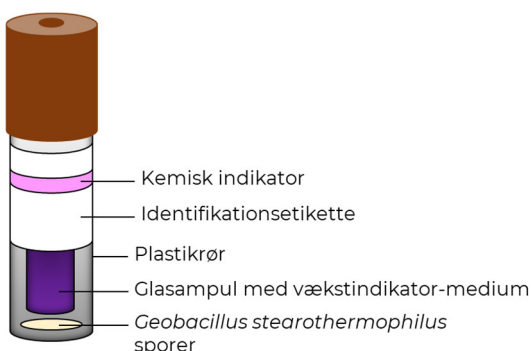 Kemisk indikator
Identifikationsetikette
Plastikrør
Glasampul med vækstindikator-medium
Geobacillus stearothermophilus
sporer